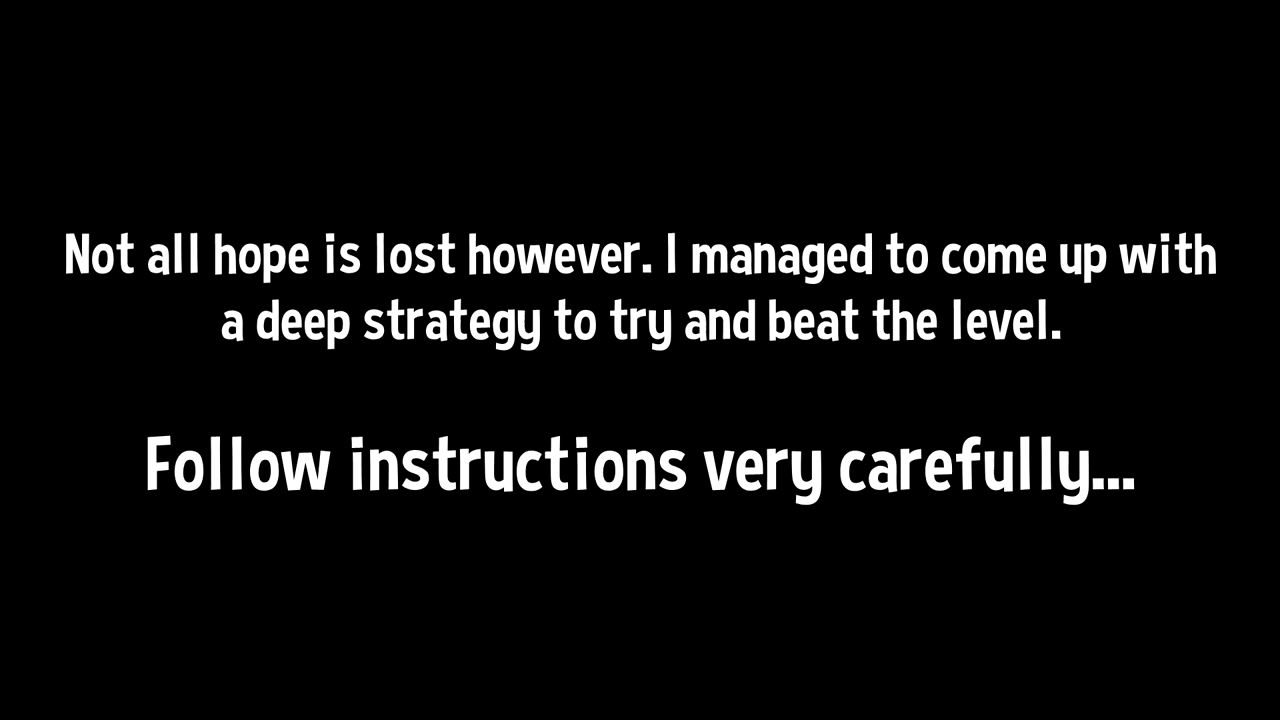 Not all hope is lost however. I managed to come up with
a deep strategy to try and beat the level.
Follow instructions very carefully...